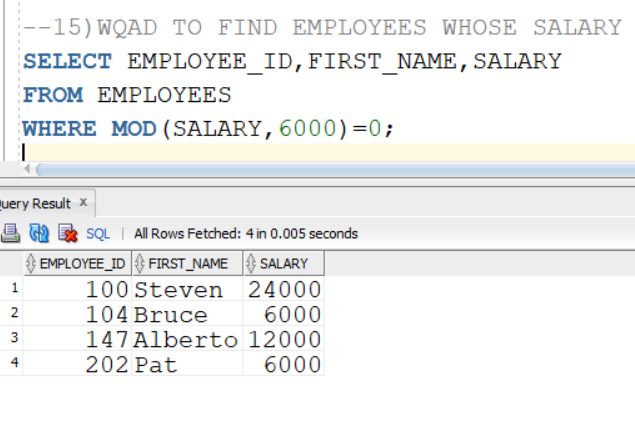 --15)WQAD TO FIND EMPLOYEES WHOSE SALARY
SELECT EMPLOYEE_ID,FIRST_NAME,SALARY
FROM EMPLOYEES
WHERE MOD(SALARY,6000)=0;
uery Result x
SQL | All Rows Fetched: 4 in 0.005 seconds
EMPLOYEE_ID FIRST_NAME SALARY
1 100 Steven 24000
2 104 Bruce 6000
3 147 Alberto 12000
4 202 Pat 6000